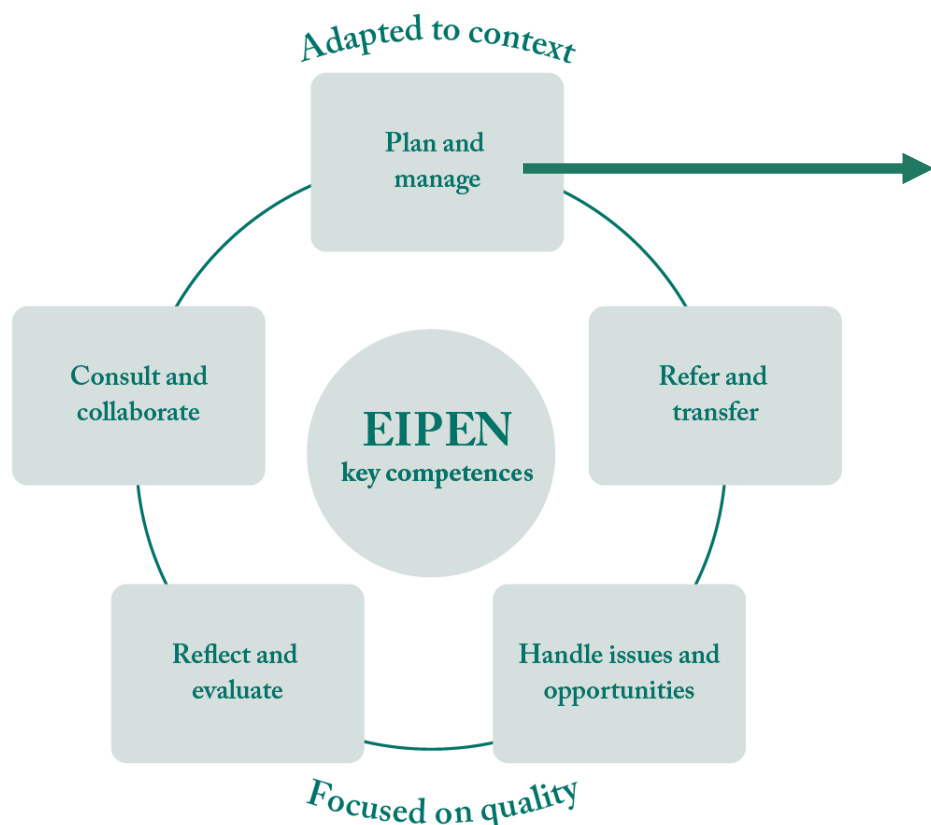 Adapted to context
Plan and
manage
Consult and
collaborate
Refer and
transfer
EIPEN
key competences
Reflect and
evaluate
Handle issues and
opportunities
Focused on quality